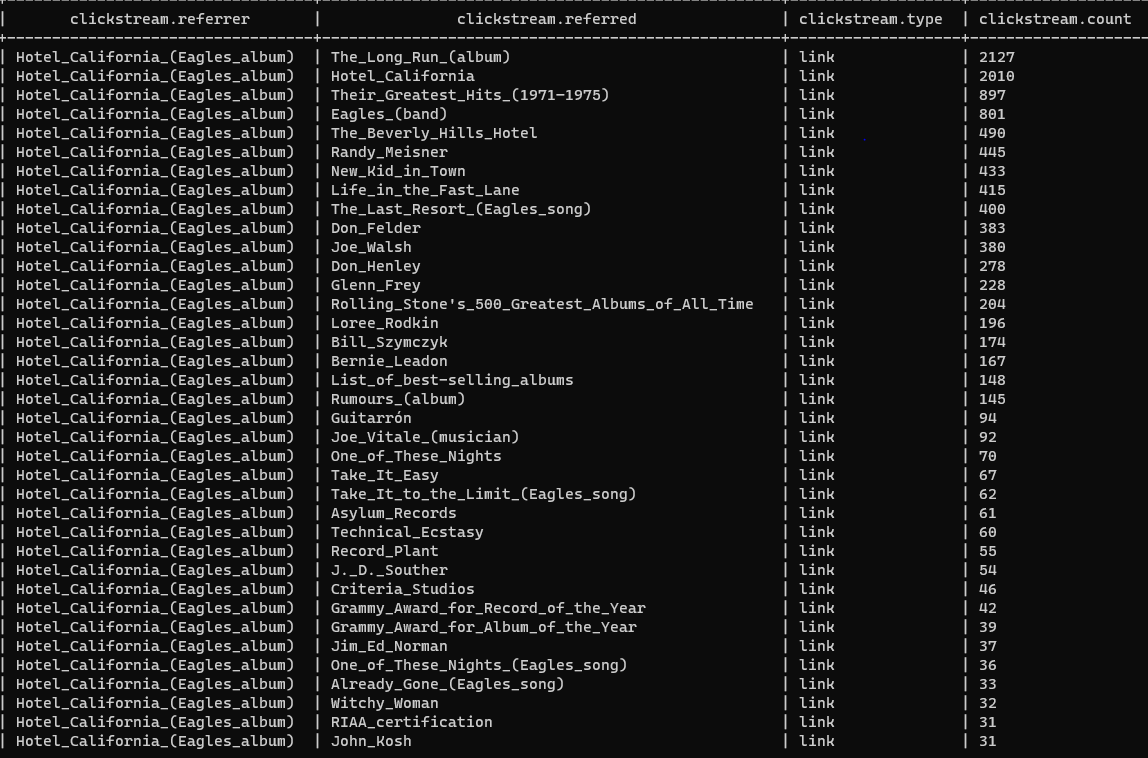 | clickstream.referrer | clickstream.referred | clickstream.type | clickstream.count
| Hotel_California_(Eagles_album) | The_Long_Run_(album) | link | 2127
| Hotel_California_(Eagles_album) | Hotel_California | link | 2010
| Hotel_California_(Eagles_album) | Their_Greatest_Hits_(1971–1975) | link | 897
| Hotel_California_(Eagles_album) | Eagles_(band) | link | 801
| Hotel_California_(Eagles_album) | The_Beverly_Hills_Hotel | link | 490
| Hotel_California_(Eagles_album) | Randy_Meisner | link | 445
| Hotel_California_(Eagles_album) | New_Kid_in_Town | link | 433
| Hotel_California_(Eagles_album) | Life_in_the_Fast_Lane | link | 415
| Hotel_California_(Eagles_album) | The_Last_Resort_(Eagles_song) | link | 400
| Hotel_California_(Eagles_album) | Don_Felder | link | 383
| Hotel_California_(Eagles_album) | Joe_Walsh | link | 380
| Hotel_California_(Eagles_album) | Don_Henley | link | 278
| Hotel_California_(Eagles_album) | Glenn_Frey | link | 228
| Hotel_California_(Eagles_album) | Rolling_Stone's_500_Greatest_Albums_of_All_Time | link | 204
| Hotel_California_(Eagles_album) | Loree_Rodkin | link | 196
| Hotel_California_(Eagles_album) | Bill_Szymczyk | link | 174
| Hotel_California_(Eagles_album) | Bernie_Leadon | link | 167
| Hotel_California_(Eagles_album) | List_of_best-selling_albums | link | 148
| Hotel_California_(Eagles_album) | Rumours_(album) | link | 145
| Hotel_California_(Eagles_album) | Guitarrón | link | 94
| Hotel_California_(Eagles_album) | Joe_Vitale_(musician) | link | 92
| Hotel_California_(Eagles_album) | One_of_These_Nights | link | 70
| Hotel_California_(Eagles_album) | Take_It_Easy | link | 67
| Hotel_California_(Eagles_album) | Take_It_to_the_Limit_(Eagles_song) | link | 62
| Hotel_California_(Eagles_album) | Asylum_Records | link | 61
| Hotel_California_(Eagles_album) | Technical_Ecstasy | link | 60
| Hotel_California_(Eagles_album) | Record_Plant | link | 55
| Hotel_California_(Eagles_album) | J._D._Souther | link | 54
| Hotel_California_(Eagles_album) | Criteria_Studios | link | 46
| Hotel_California_(Eagles_album) | Grammy_Award_for_Record_of_the_Year | link | 42
| Hotel_California_(Eagles_album) | Grammy_Award_for_Album_of_the_Year | link | 39
| Hotel_California_(Eagles_album) | Jim_Ed_Norman | link | 37
| Hotel_California_(Eagles_album) | One_of_These_Nights_(Eagles_song) | link | 36
| Hotel_California_(Eagles_album) | Already_Gone_(Eagles_song) | link | 33
| Hotel_California_(Eagles_album) | Witchy_Woman | link | 32
| Hotel_California_(Eagles_album) | RIAA_certification | link | 31
| Hotel_California_(Eagles_album) | John_Kosh | link | 31